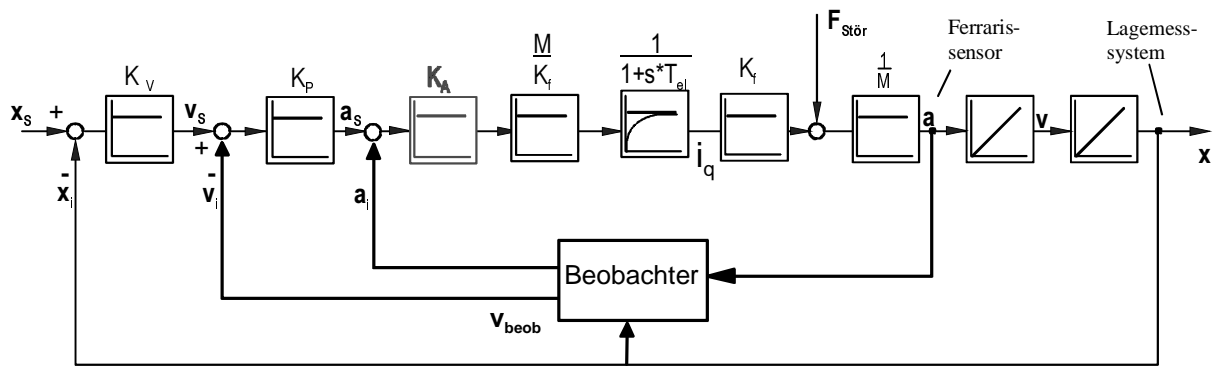 K_V
K_P
K_A
M
K_f
1
1+s*T_el
K_f
F_Stör
1
M
Ferraris-
sensor
Lagemess-
system
x_s
+
v_s
+
a_s
i_q
a
v
x
-
x_i
-
v_i
a_i
Beobachter
v_beob